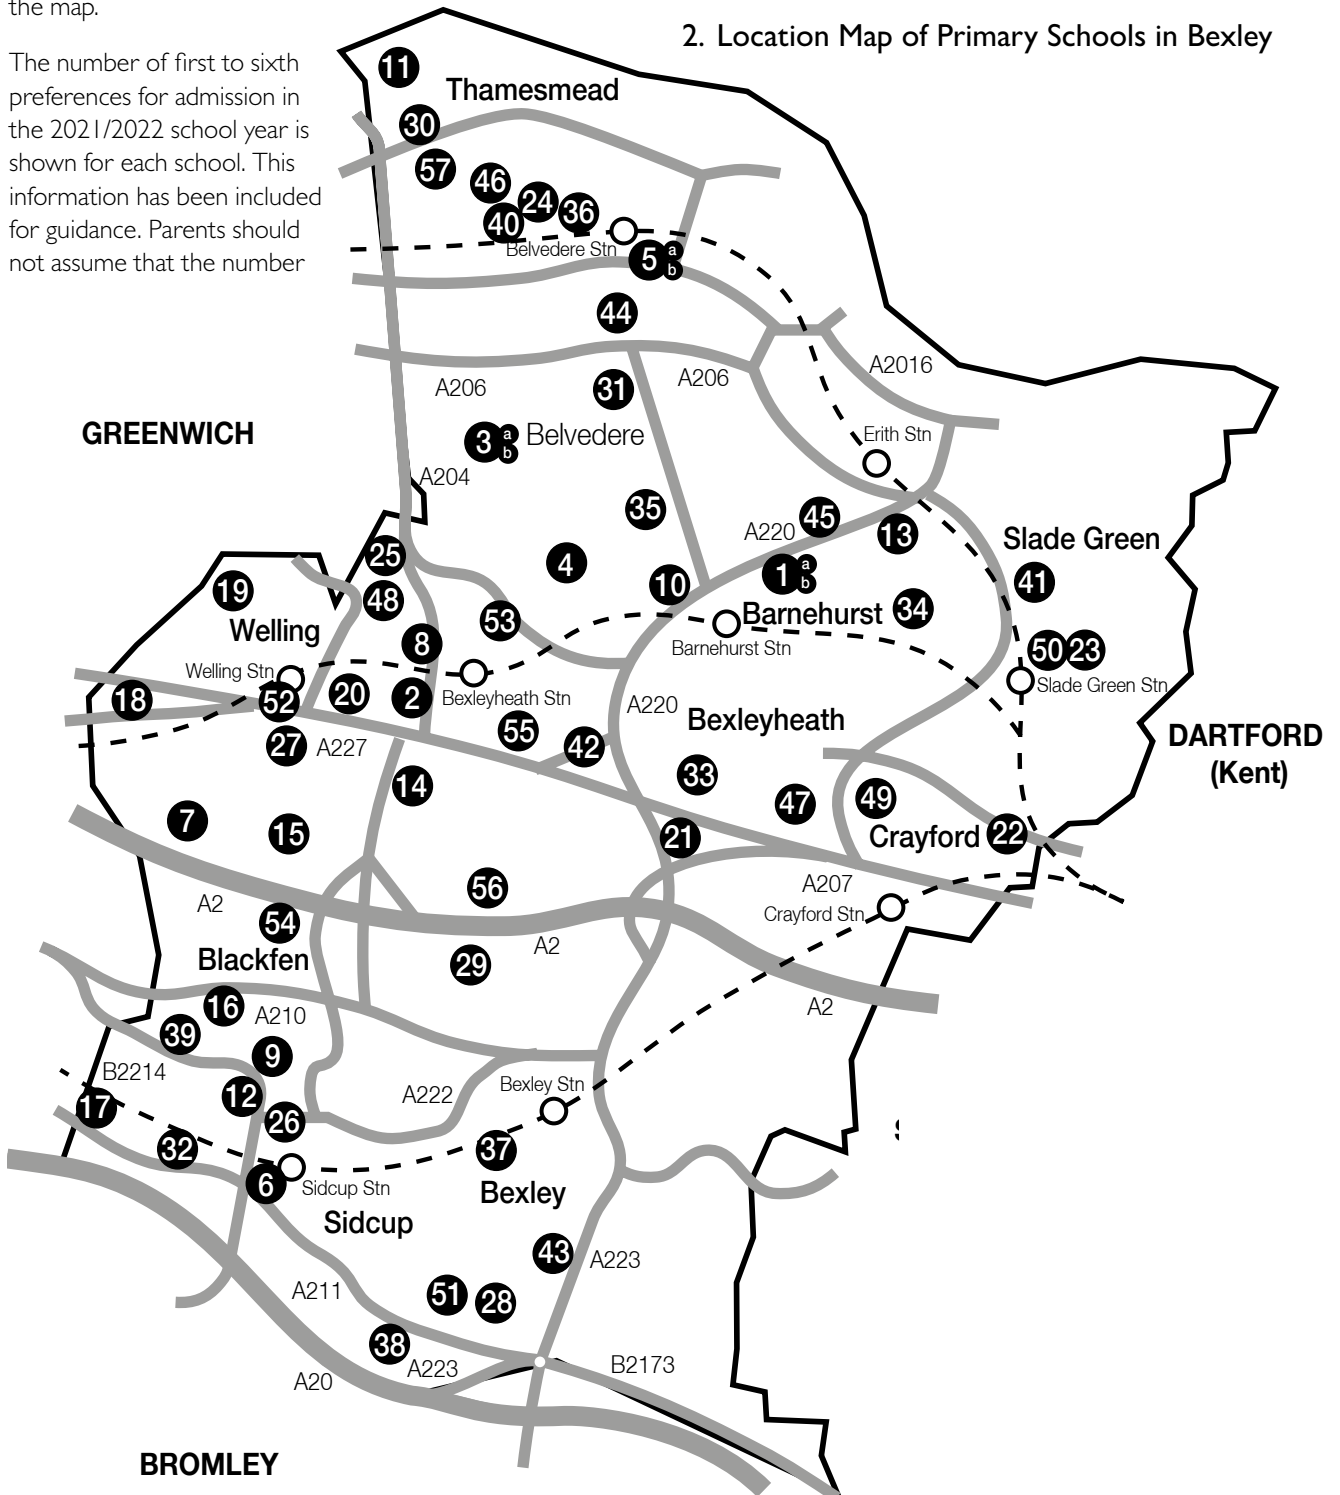 the map.
The number of first to sixth
preferences for admission in
the 2021/2022 school year is
shown for each school. This
information has been included
for guidance. Parents should
not assume that the number
2. Location Map of Primary Schools in Bexley
11
Thamesmead
30
57
46
24
36
40
Belvedere Stn
5 a
b
44
A2016
A206
A206
31
GREENWICH
3 a
b
Belvedere
Erith Stn
A204
35
A220
45
13
Slade Green
25
4
10
1 a
b
41
19
48
53
Barnehurst
34
Welling
8
Barnehurst Stn
50
23
Welling Stn
18
52
20
2
Bexleyheath Stn
Slade Green Stn
A220
27
A227
55
42
Bexleyheath
DARTFORD
(Kent)
14
33
47
49
7
15
21
Crayford
22
56
A207
A2
54
Crayford Stn
Blackfen
29
A2
16
A210
A2
39
9
B2214
12
A222
Bexley Stn
17
26
32
37
6
Sidcup Stn
Bexley
Sidcup
43
A223
A211
51
28
38
A223
B2173
A20
BROMLEY